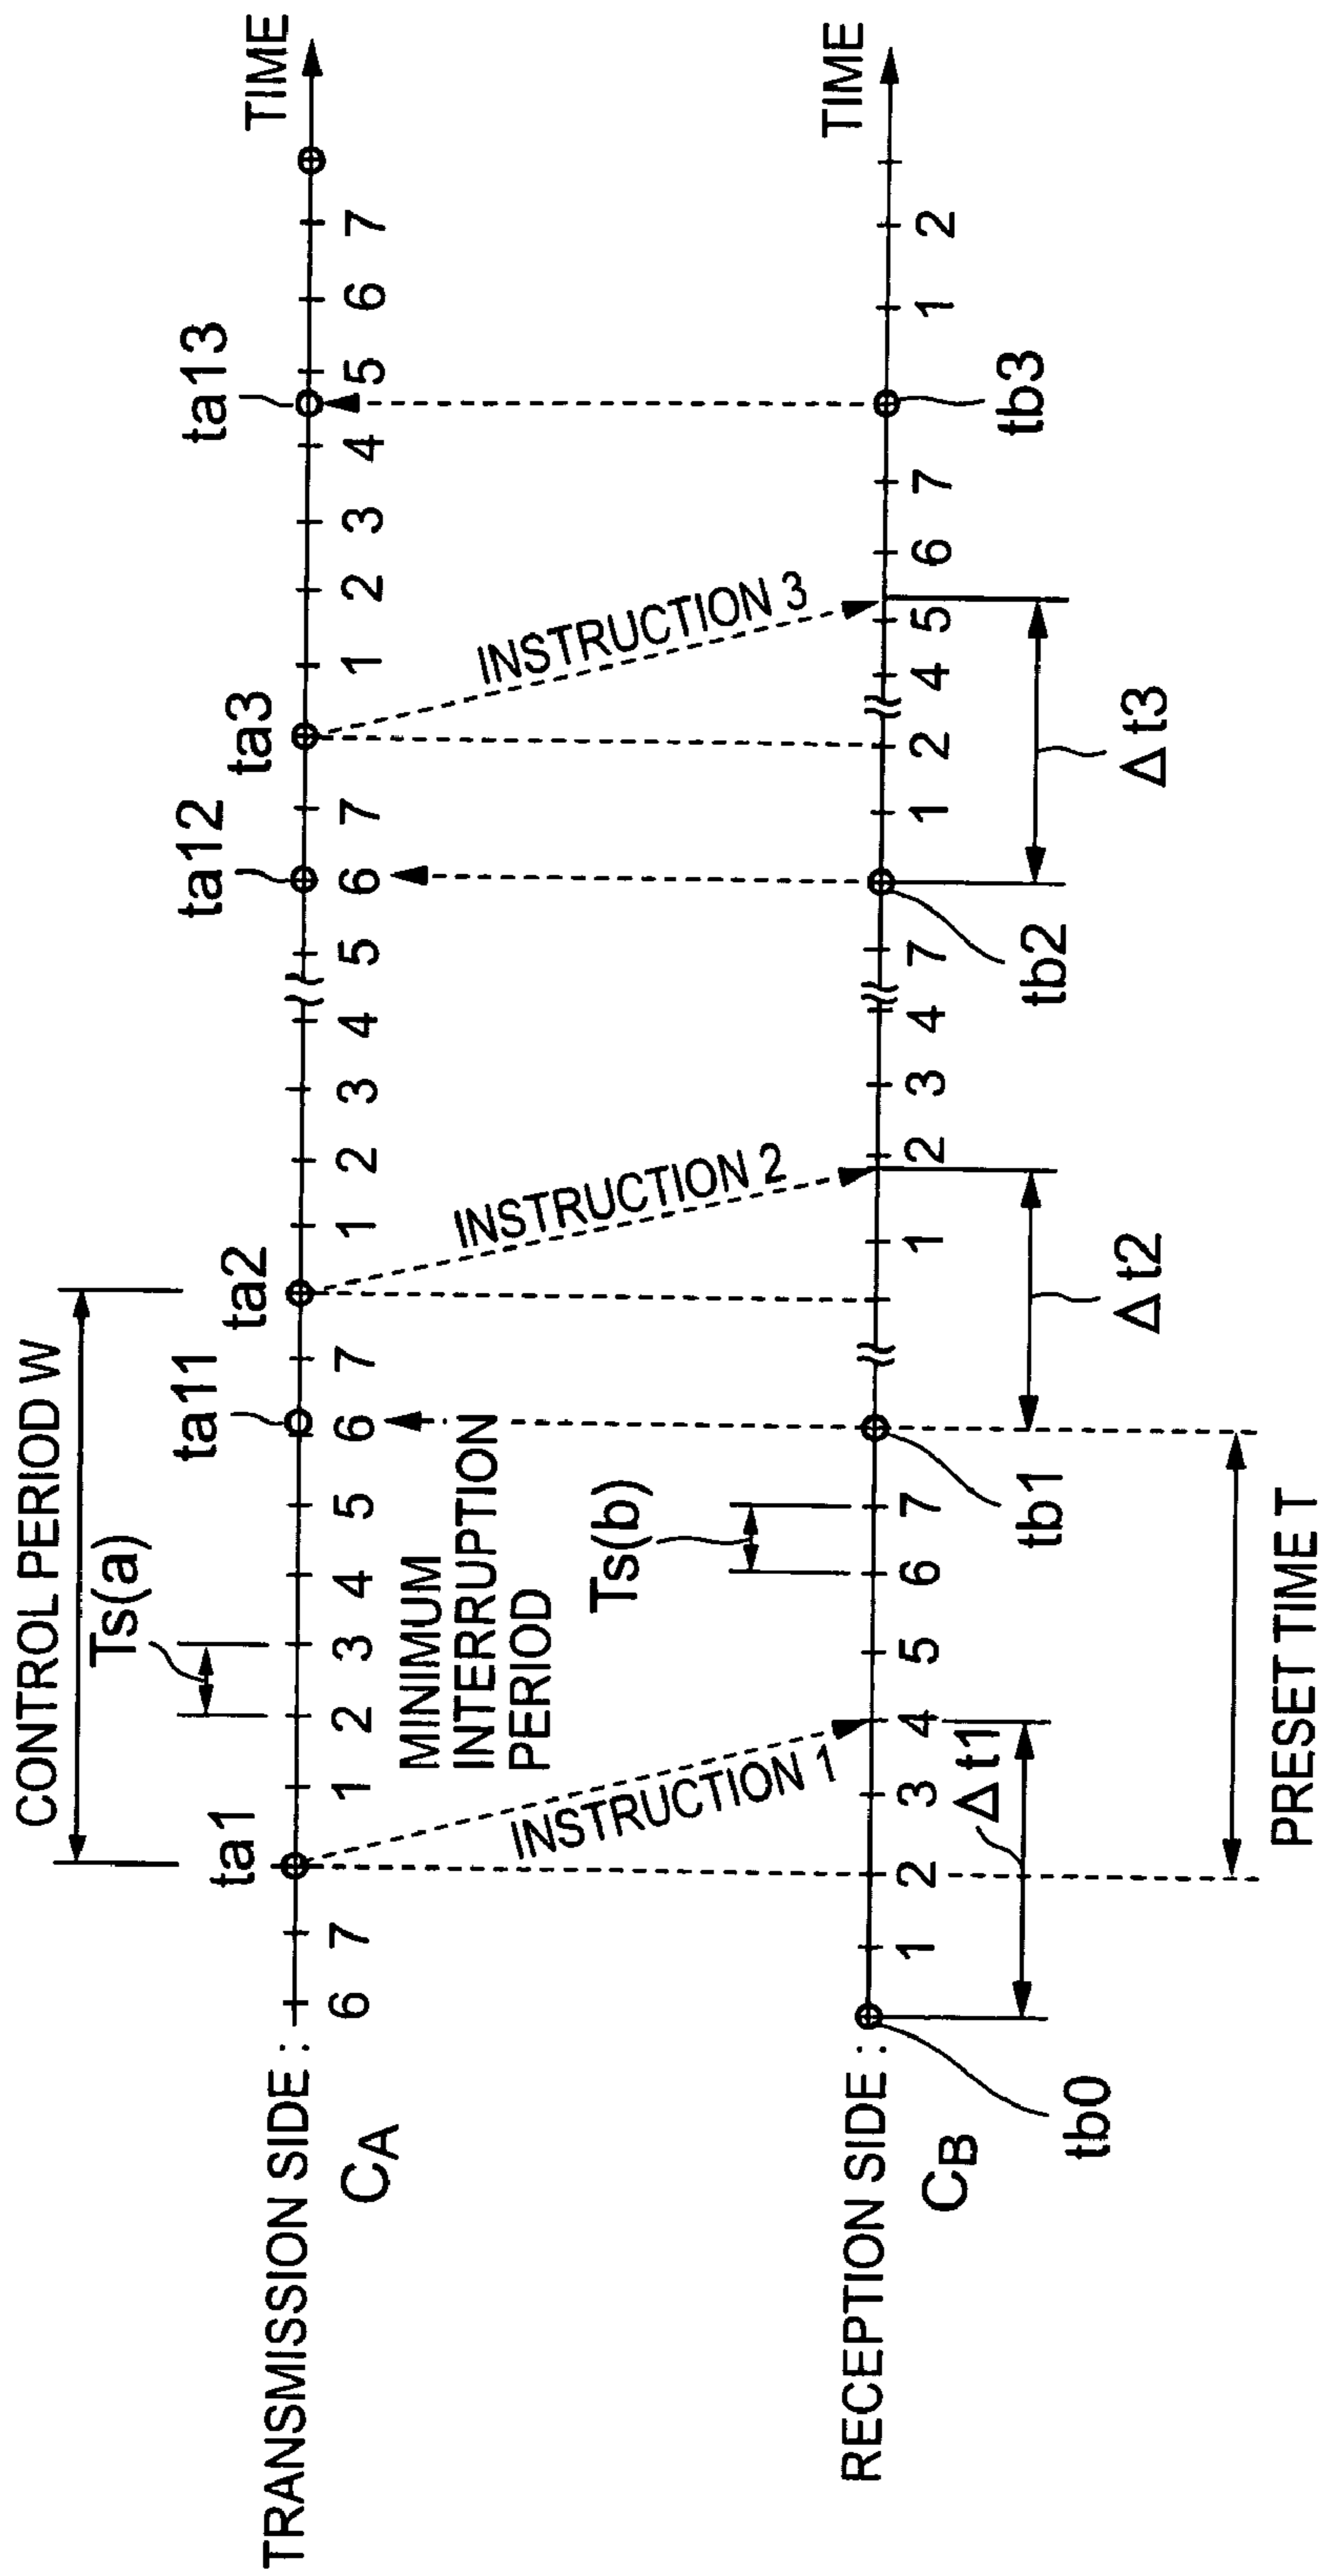 CONTROL PERIOD W
Ts(a)
ta1 ta11 ta2 ta12 ta3 ta13 TIME
TRANSMISSION SIDE :
6 7 1 2 3 4 5 6 7 1 2 3 4 5 6 7 1 2 3 4 5 6 7
CA
MINIMUM
INTERRUPTION
PERIOD
INSTRUCTION 1
INSTRUCTION 2
INSTRUCTION 3
Ts(b)
TIME
RECEPTION SIDE :
1 2 3 4 5 6 7 1 2 3 4 7 1 2 4 5 6 7 1 2
CB
Δt1
tb0 tb1 tb2 tb3
Δt2
Δt3
PRESET TIME T